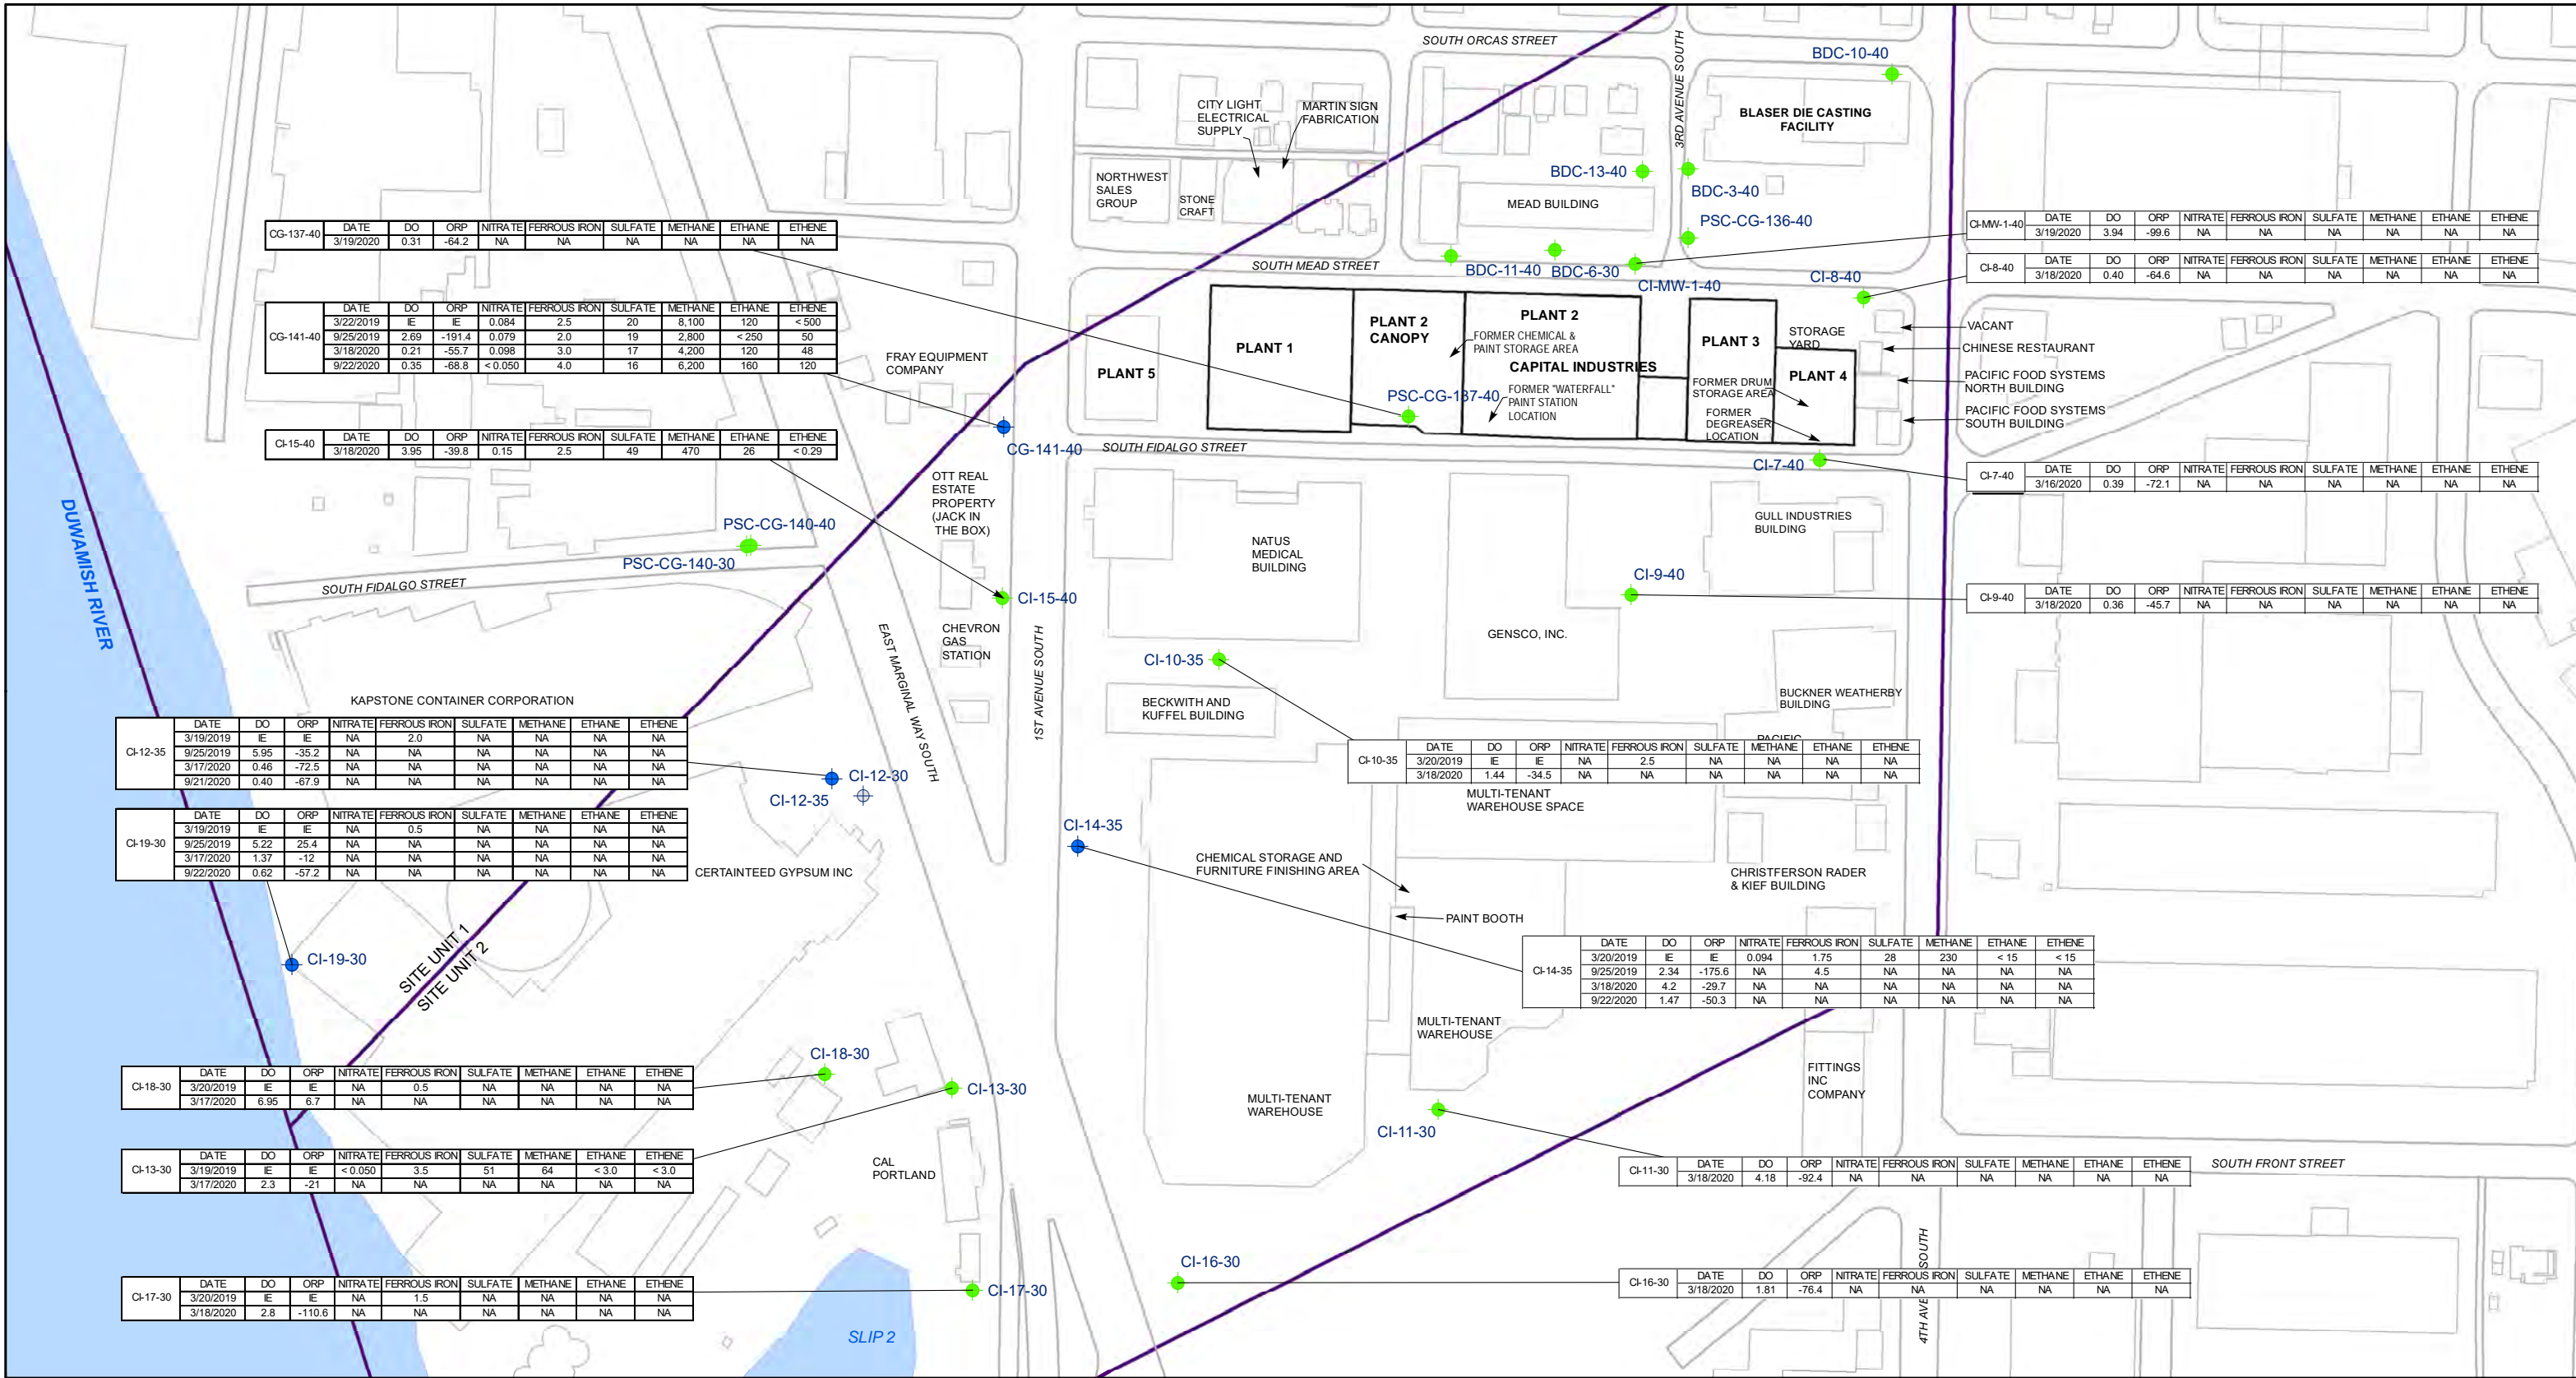 SOUTH ORCAS STREET
3RD AVENUE SOUTH
BDC-10-40
CITY LIGHT
ELECTRICAL
SUPPLY
MARTIN SIGN
FABRICATION
BLASER DIE CASTING
FACILITY
NORTHWEST
SALES
GROUP
STONE
CRAFT
BDC-13-40
BDC-3-40
MEAD BUILDING
PSC-CG-136-40
CG-137-40 DATE DO ORP NITRATE FERROUS IRON SULFATE METHANE ETHANE ETHENE
3/19/2020 0.31 -64.2 NA NA NA NA NA NA
CI-MW-1-40 DATE DO ORP NITRATE FERROUS IRON SULFATE METHANE ETHANE ETHENE
3/19/2020 3.94 -99.6 NA NA NA NA NA NA
SOUTH MEAD STREET
BDC-11-40
BDC-6-30
CI-MW-1-40
CI-8-40
CI-8-40 DATE DO ORP NITRATE FERROUS IRON SULFATE METHANE ETHANE ETHENE
3/18/2020 0.40 -64.6 NA NA NA NA NA NA
CG-141-40 DATE DO ORP NITRATE FERROUS IRON SULFATE METHANE ETHANE ETHENE
3/22/2019 IE IE 0.084 2.5 20 8,100 120 < 500
9/25/2019 2.69 -191.4 0.079 2.0 19 2,800 < 250 50
3/18/2020 0.21 -55.7 0.098 3.0 17 4,200 120 48
9/22/2020 0.35 -68.8 < 0.050 4.0 16 6,200 160 120
FRAY EQUIPMENT
COMPANY
PLANT 5
PLANT 1
PLANT 2
CANOPY
PLANT 2
FORMER CHEMICAL &
PAINT STORAGE AREA
CAPITAL INDUSTRIES
FORMER "WATERFALL"
PAINT STATION
LOCATION
PSC-CG-137-40
PLANT 3
STORAGE
YARD
PLANT 4
FORMER DRUM
STORAGE AREA
FORMER
DEGREASER
LOCATION
VACANT
CHINESE RESTAURANT
PACIFIC FOOD SYSTEMS
NORTH BUILDING
PACIFIC FOOD SYSTEMS
SOUTH BUILDING
CI-15-40 DATE DO ORP NITRATE FERROUS IRON SULFATE METHANE ETHANE ETHENE
3/18/2020 3.95 -39.8 0.15 2.5 49 470 26 < 0.29
CG-141-40
SOUTH FIDALGO STREET
CI-7-40
CI-7-40 DATE DO ORP NITRATE FERROUS IRON SULFATE METHANE ETHANE ETHENE
3/16/2020 0.39 -72.1 NA NA NA NA NA NA
OTT REAL
ESTATE
PROPERTY
(JACK IN
THE BOX)
DUWAMISH RIVER
PSC-CG-140-40
PSC-CG-140-30
SOUTH FIDALGO STREET
NATUS
MEDICAL
BUILDING
GULL INDUSTRIES
BUILDING
CI-9-40
CI-9-40 DATE DO ORP NITRATE FERROUS IRON SULFATE METHANE ETHANE ETHENE
3/18/2020 0.36 -45.7 NA NA NA NA NA NA
CI-15-40
CHEVRON
GAS
STATION
EAST MARGINAL WAY SOUTH
1ST AVENUE SOUTH
GENSCO, INC.
CI-10-35
BECKWITH AND
KUFFEL BUILDING
BUCKNER WEATHERBY
BUILDING
PACIFIC
KAPSTONE CONTAINER CORPORATION
CI-12-35 DATE DO ORP NITRATE FERROUS IRON SULFATE METHANE ETHANE ETHENE
3/19/2019 IE IE NA 2.0 NA NA NA NA
9/25/2019 5.95 -35.2 NA NA NA NA NA NA
3/17/2020 0.46 -72.5 NA NA NA NA NA NA
9/21/2020 0.40 -67.9 NA NA NA NA NA NA
CI-12-30
CI-12-35
CI-10-35 DATE DO ORP NITRATE FERROUS IRON SULFATE METHANE ETHANE ETHENE
3/20/2019 IE IE NA 2.5 NA NA NA NA
3/18/2020 1.44 -34.5 NA NA NA NA NA NA
MULTI-TENANT
WAREHOUSE SPACE
CI-19-30 DATE DO ORP NITRATE FERROUS IRON SULFATE METHANE ETHANE ETHENE
3/19/2019 IE IE NA 0.5 NA NA NA NA
9/25/2019 5.22 25.4 NA NA NA NA NA NA
3/17/2020 1.37 -12 NA NA NA NA NA NA
9/22/2020 0.62 -57.2 NA NA NA NA NA NA
CERTAINTEED GYPSUM INC
CI-14-35
CHEMICAL STORAGE AND
FURNITURE FINISHING AREA
CHRISTFERSON RADER
& KIEF BUILDING
PAINT BOOTH
CI-19-30
SITE UNIT 1
SITE UNIT 2
CI-14-35 DATE DO ORP NITRATE FERROUS IRON SULFATE METHANE ETHANE ETHENE
3/20/2019 IE IE 0.094 1.75 28 230 < 15 < 15
9/25/2019 2.34 -175.6 NA 4.5 NA NA NA NA
3/18/2020 4.2 -29.7 NA NA NA NA NA NA
9/22/2020 1.47 -50.3 NA NA NA NA NA NA
MULTI-TENANT
WAREHOUSE
CI-18-30
CI-18-30 DATE DO ORP NITRATE FERROUS IRON SULFATE METHANE ETHANE ETHENE
3/20/2019 IE IE NA 0.5 NA NA NA NA
3/17/2020 6.95 6.7 NA NA NA NA NA NA
CI-13-30
MULTI-TENANT
WAREHOUSE
FITTINGS
INC
COMPANY
CI-11-30
CI-13-30 DATE DO ORP NITRATE FERROUS IRON SULFATE METHANE ETHANE ETHENE
3/19/2019 IE IE < 0.050 3.5 51 64 < 3.0 < 3.0
3/17/2020 2.3 -21 NA NA NA NA NA NA
CAL
PORTLAND
CI-11-30 DATE DO ORP NITRATE FERROUS IRON SULFATE METHANE ETHANE ETHENE
3/18/2020 4.18 -92.4 NA NA NA NA NA NA
SOUTH FRONT STREET
CI-17-30 DATE DO ORP NITRATE FERROUS IRON SULFATE METHANE ETHANE ETHENE
3/20/2019 IE IE NA 1.5 NA NA NA NA
3/18/2020 2.8 -110.6 NA NA NA NA NA NA
CI-17-30
CI-16-30
CI-16-30 DATE DO ORP NITRATE FERROUS IRON SULFATE METHANE ETHANE ETHENE
3/18/2020 1.81 -76.4 NA NA NA NA NA NA
4TH AVE SOUTH
SLIP 2